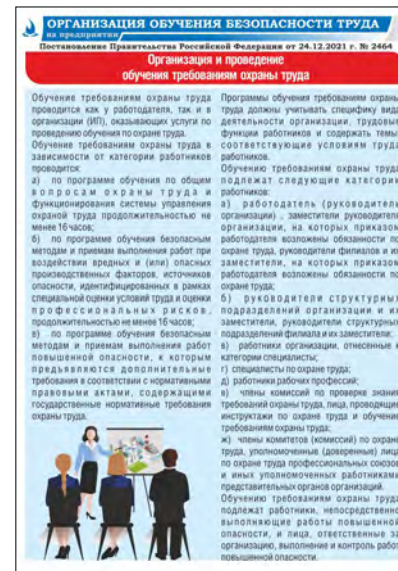 ОРГАНИЗАЦИЯ ОБУЧЕНИЯ БЕЗОПАСНОСТИ ТРУДА
на предприятии
Постановление Правительства Российской Федерации от 24.12.2021 г. № 2464
Организация и проведение
обучения требованиям охраны труда
Обучение требованиям охраны труда
проводится как у работодателя, так и в
организации (ИП), оказывающих услуги по
проведению обучения по охране труда.
Обучение требованиям охраны труда в
зависимости от категории работников
проводится:
а) по программе обучения по общим
вопросам охраны труда и
функционирования системы управления
охраной труда продолжительностью не
менее 16 часов;
б) по программе обучения безопасным
методам и приемам выполнения работ при
воздействии вредных и (или) опасных
производственных факторов, источников
опасности, идентифицированных в рамках
специальной оценки условий труда и оценки
профессиональных рисков,
продолжительностью не менее 16 часов;
в) по программе обучения безопасным
методам и приемам выполнения работ
повышенной опасности, к которым
предъявляются дополнительные
требования в соответствии с нормативными
правовыми актами, содержащими
государственные нормативные требования
охраны труда.
Программы обучения требованиям охраны
труда должны учитывать специфику вида
деятельности организации, трудовые
функции работников и содержать темы,
соответствующие условиям труда
работников.
Обучению требованиям охраны труда
подлежат следующие категории
работников:
а) работодатель (руководитель
организации) , заместители руководителя
организации, на которых приказом
работодателя возложены обязанности по
охране труда, руководители филиалов и их
заместители, на которых приказом
работодателя возложены обязанности по
охране труда;
б) руководители структурных
подразделений организации и их
заместители, руководители структурных
подразделений филиала и их заместители;
в) работники организации, отнесенные к
категории специалисты;
г) специалисты по охране труда;
д) работники рабочих профессий;
е) члены комиссий по проверке знания
требований охраны труда, лица, проводящие
инструктажи по охране труда и обучение
требованиям охраны труда;
ж) члены комитетов (комиссий) по охране
труда, уполномоченные (доверенные) лица
по охране труда профессиональных союзов
и иных уполномоченных работниками
представительных органов организаций.
Обучению требованиям охраны труда
подлежат работники, непосредственно
выполняющие работы повышенной
опасности, и лица, ответственные за
организацию, выполнение и контроль работ
повышенной опасности.